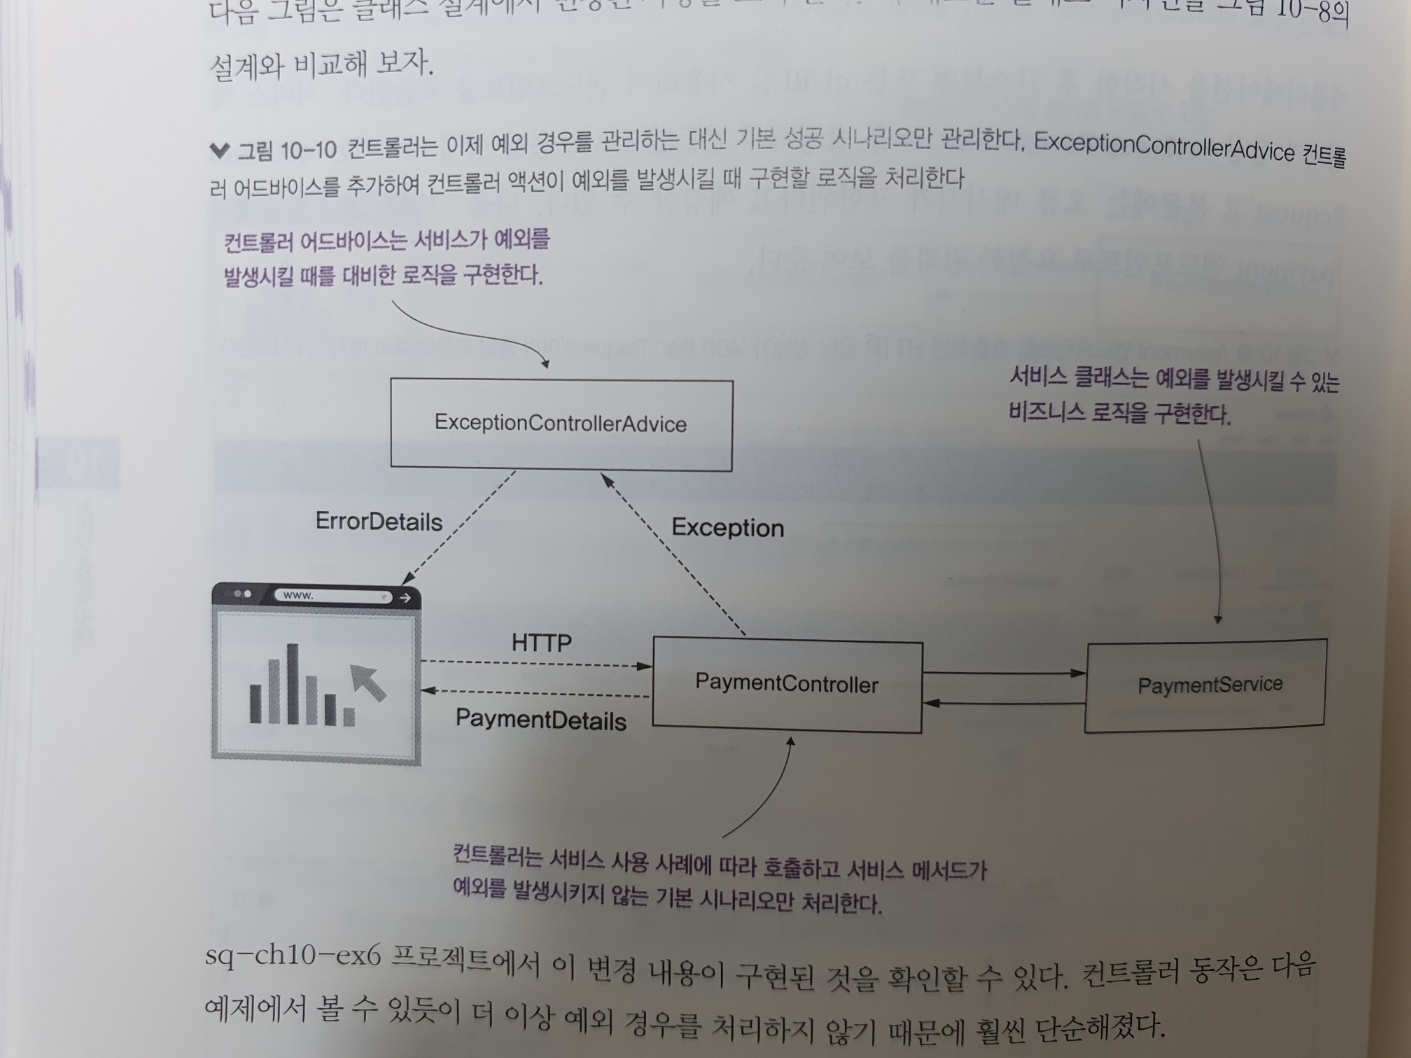 다음 그림은 클래스 설계에서 그림 10-8의
설계와 비교해 보자.
그림 10-10 컨트롤러는 이제 예외 경우를 관리하는 대신 기본 성공 시나리오만 관리한다, ExceptionControllerAdvice 컨트롤
러 어드바이스를 추가하여 컨트롤러 액션이 예외를 발생시킬 때 구현할 로직을 처리한다
컨트롤러 어드바이스는 서비스가 예외를
발생시킬 때를 대비한 로직을 구현한다.
서비스 클래스는 예외를 발생시킬 수 있는
비즈니스 로직을 구현한다.
ExceptionControllerAdvice
ErrorDetails
Exception
www.
HTTP
PaymentController
PaymentService
PaymentDetails
컨트롤러는 서비스 사용 사례에 따라 호출하고 서비스 메서드가
예외를 발생시키지 않는 기본 시나리오만 처리한다.
sq-ch10-ex6 프로젝트에서 이 변경 내용이 구현된 것을 확인할 수 있다. 컨트롤러 동작은 다음
예제에서 볼 수 있듯이 더 이상 예외 경우를 처리하지 않기 때문에 훨씬 단순해졌다.